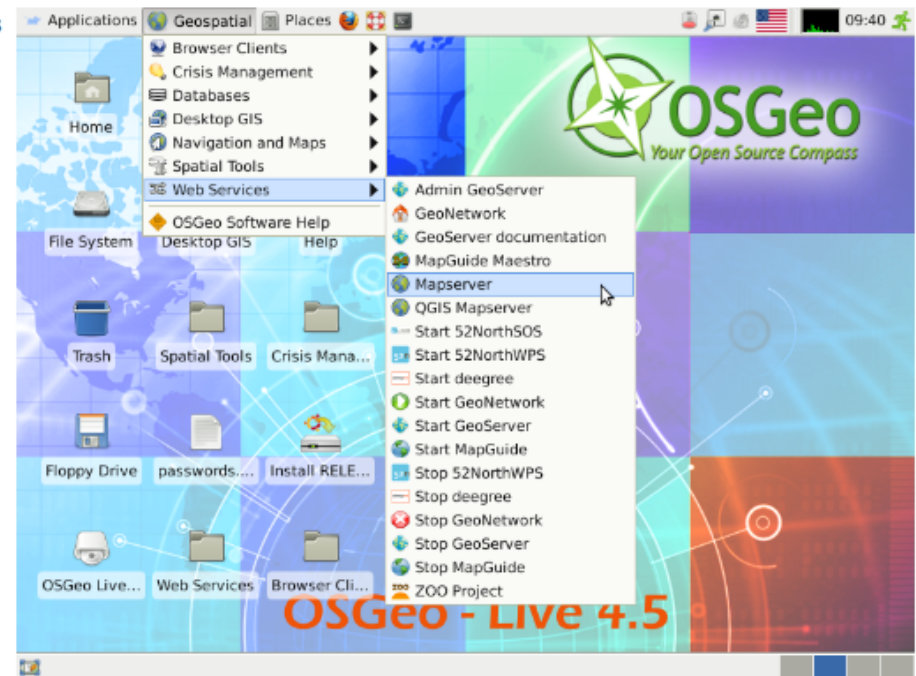 Applications Geospatial Places 09:40
Browser Clients
Crisis Management
Databases
Desktop GIS
Navigation and Maps
Spatial Tools
Web Services
OSGeo Software Help
Admin GeoServer
GeoNetwork
GeoServer documentation
MapGuide Maestro
Mapserver
QGIS Mapserver
Start 52NorthSOS
Start 52NorthWPS
Start deegree
Start GeoNetwork
Start GeoServer
Start MapGuide
Stop 52NorthWPS
Stop deegree
Stop GeoNetwork
Stop GeoServer
Stop MapGuide
ZOO Project
OSGeo
Your Open Source Compass
Home
File System Desktop GIS Help
Trash Spatial Tools Crisis Mana...
Floppy Drive passwords.... Install RELE...
OSGeo Live... Web Services Browser Cli...
OSGeo - Live 4.5